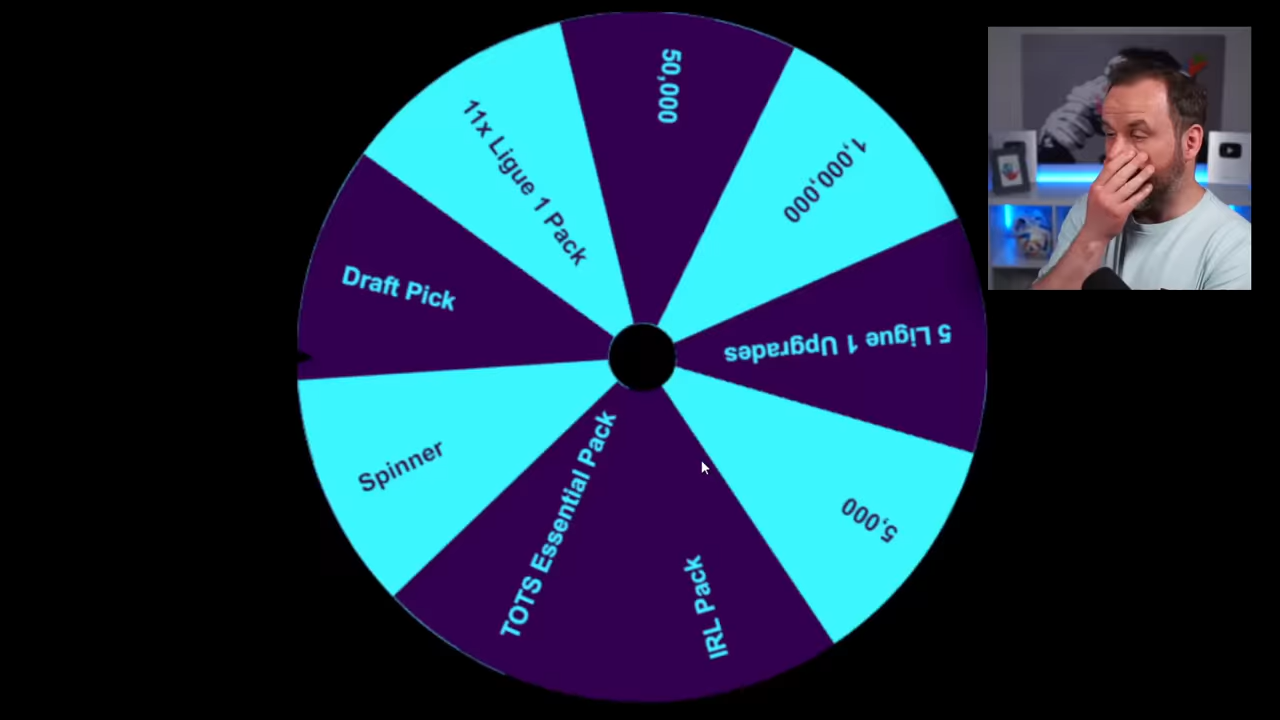 50,000
1,000,000
5 Ligue 1 Upgrades
5,000
IRL Pack
TOTS Essential Pack
Spinner
Draft Pick
11x Ligue 1 Pack